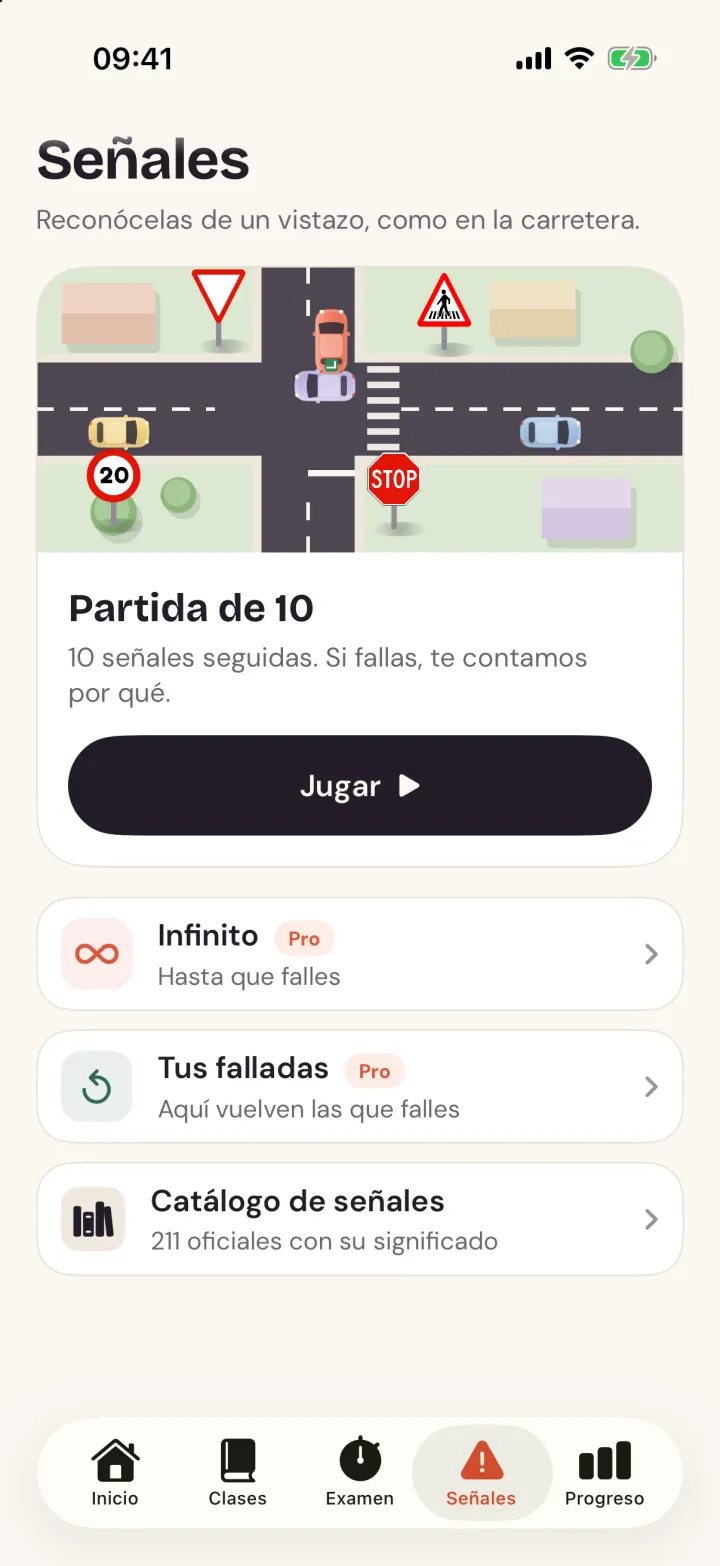 09:41
Señales
Reconócelas de un vistazo, como en la carretera.
20
STOP
Partida de 10
10 señales seguidas. Si fallas, te contamos
por qué.
Jugar
Infinito Pro
Hasta que falles
Tus falladas Pro
Aquí vuelven las que falles
Catálogo de señales
211 oficiales con su significado
Inicio Clases Examen Señales Progreso